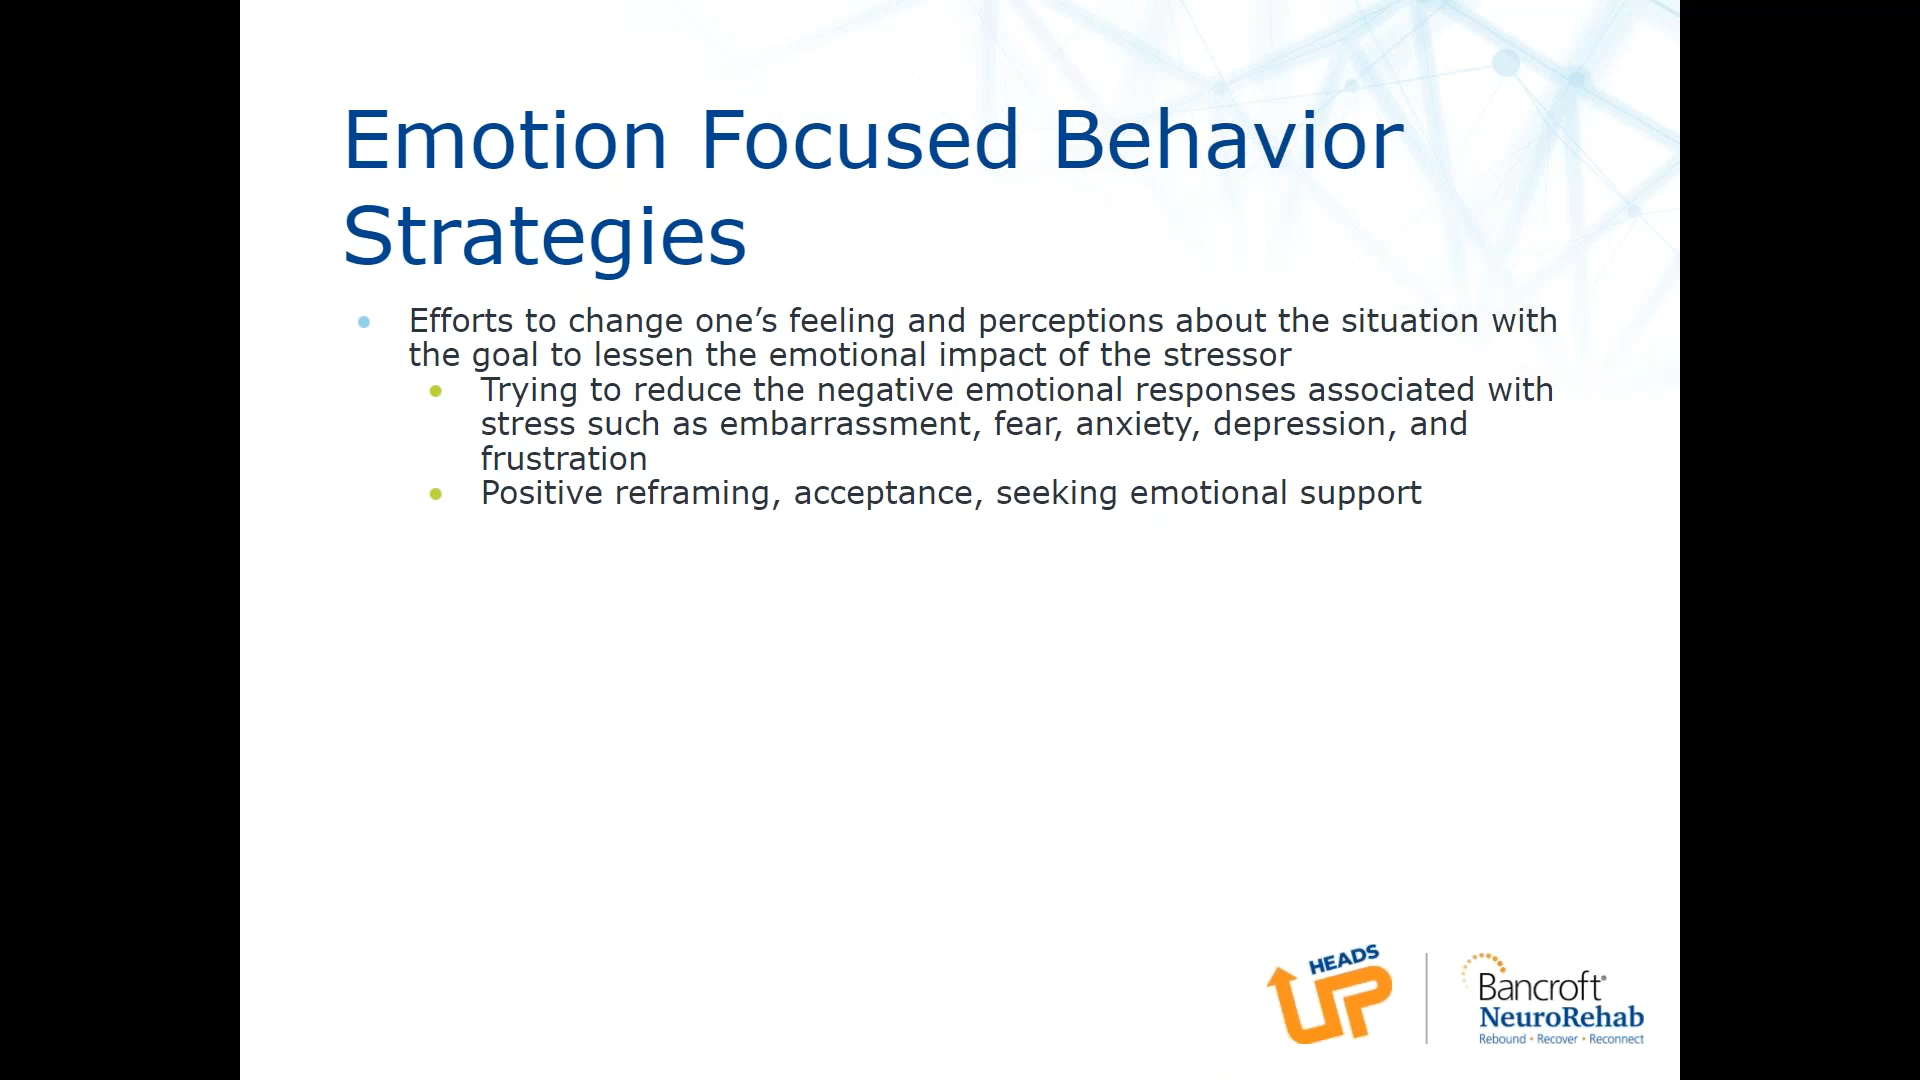 Emotion Focused Behavior
Strategies
• Efforts to change one’s feeling and perceptions about the situation with
the goal to lessen the emotional impact of the stressor
• Trying to reduce the negative emotional responses associated with
stress such as embarrassment, fear, anxiety, depression, and
frustration
• Positive reframing, acceptance, seeking emotional support
HEADS
UP
Bancroft®
NeuroRehab
Rebound • Recover • Reconnect